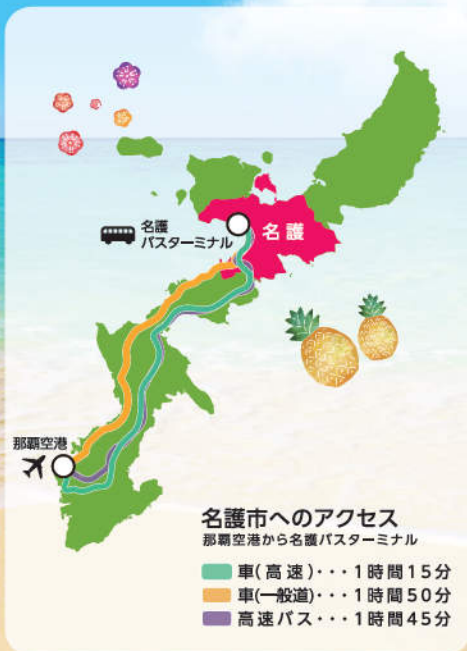 名護
バスターミナル
名護
那覇空港
名護市へのアクセス
那覇空港から名護バスターミナル
車(高速)・・・1時間15分
車(一般道)・・・1時間50分
高速バス・・・1時間45分